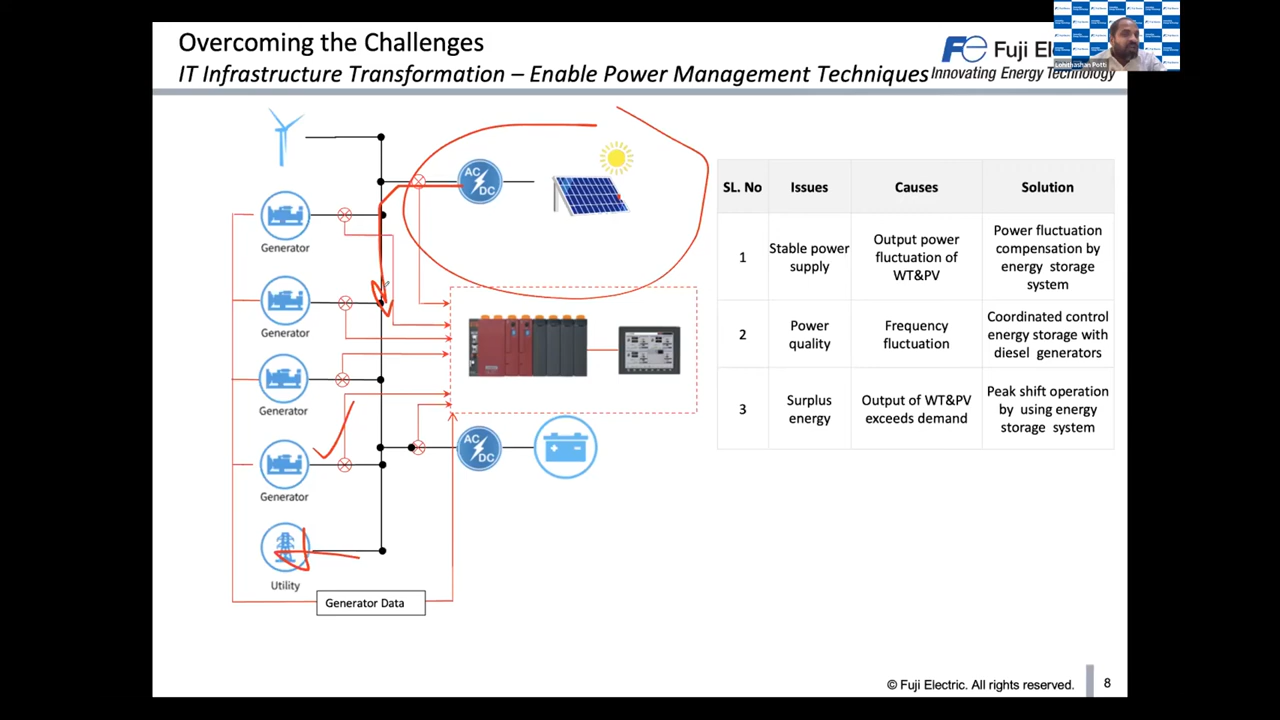 Overcoming the Challenges
IT Infrastructure Transformation – Enable Power Management Techniques
Fuji
Innovating Energy Technology
Lohithashan Potti
AC
DC
Generator
Generator
Generator
AC
DC
Generator
Utility
Generator Data
SL. No Issues Causes Solution
1
Stable power
supply
Output power
fluctuation of
WT&PV
Power fluctuation
compensation by
energy storage
system
2
Power
quality
Frequency
fluctuation
Coordinated control
energy storage with
diesel generators
3
Surplus
energy
Output of WT&PV
exceeds demand
Peak shift operation
by using energy
storage system
© Fuji Electric. All rights reserved.
8